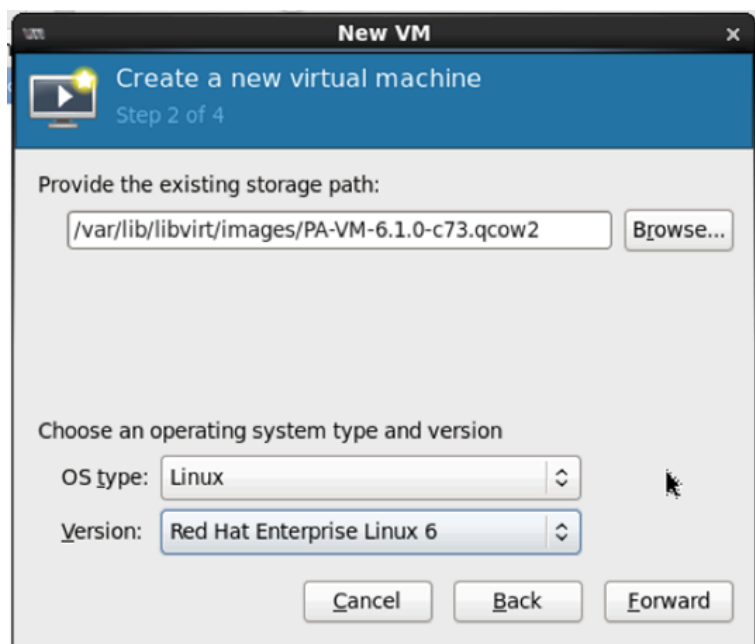 New VM
Create a new virtual machine
Step 2 of 4
Provide the existing storage path:
/var/lib/libvirt/images/PA-VM-6.1.0-c73.qcow2 Browse...
Choose an operating system type and version
OS type: Linux
Version: Red Hat Enterprise Linux 6
Cancel Back Forward